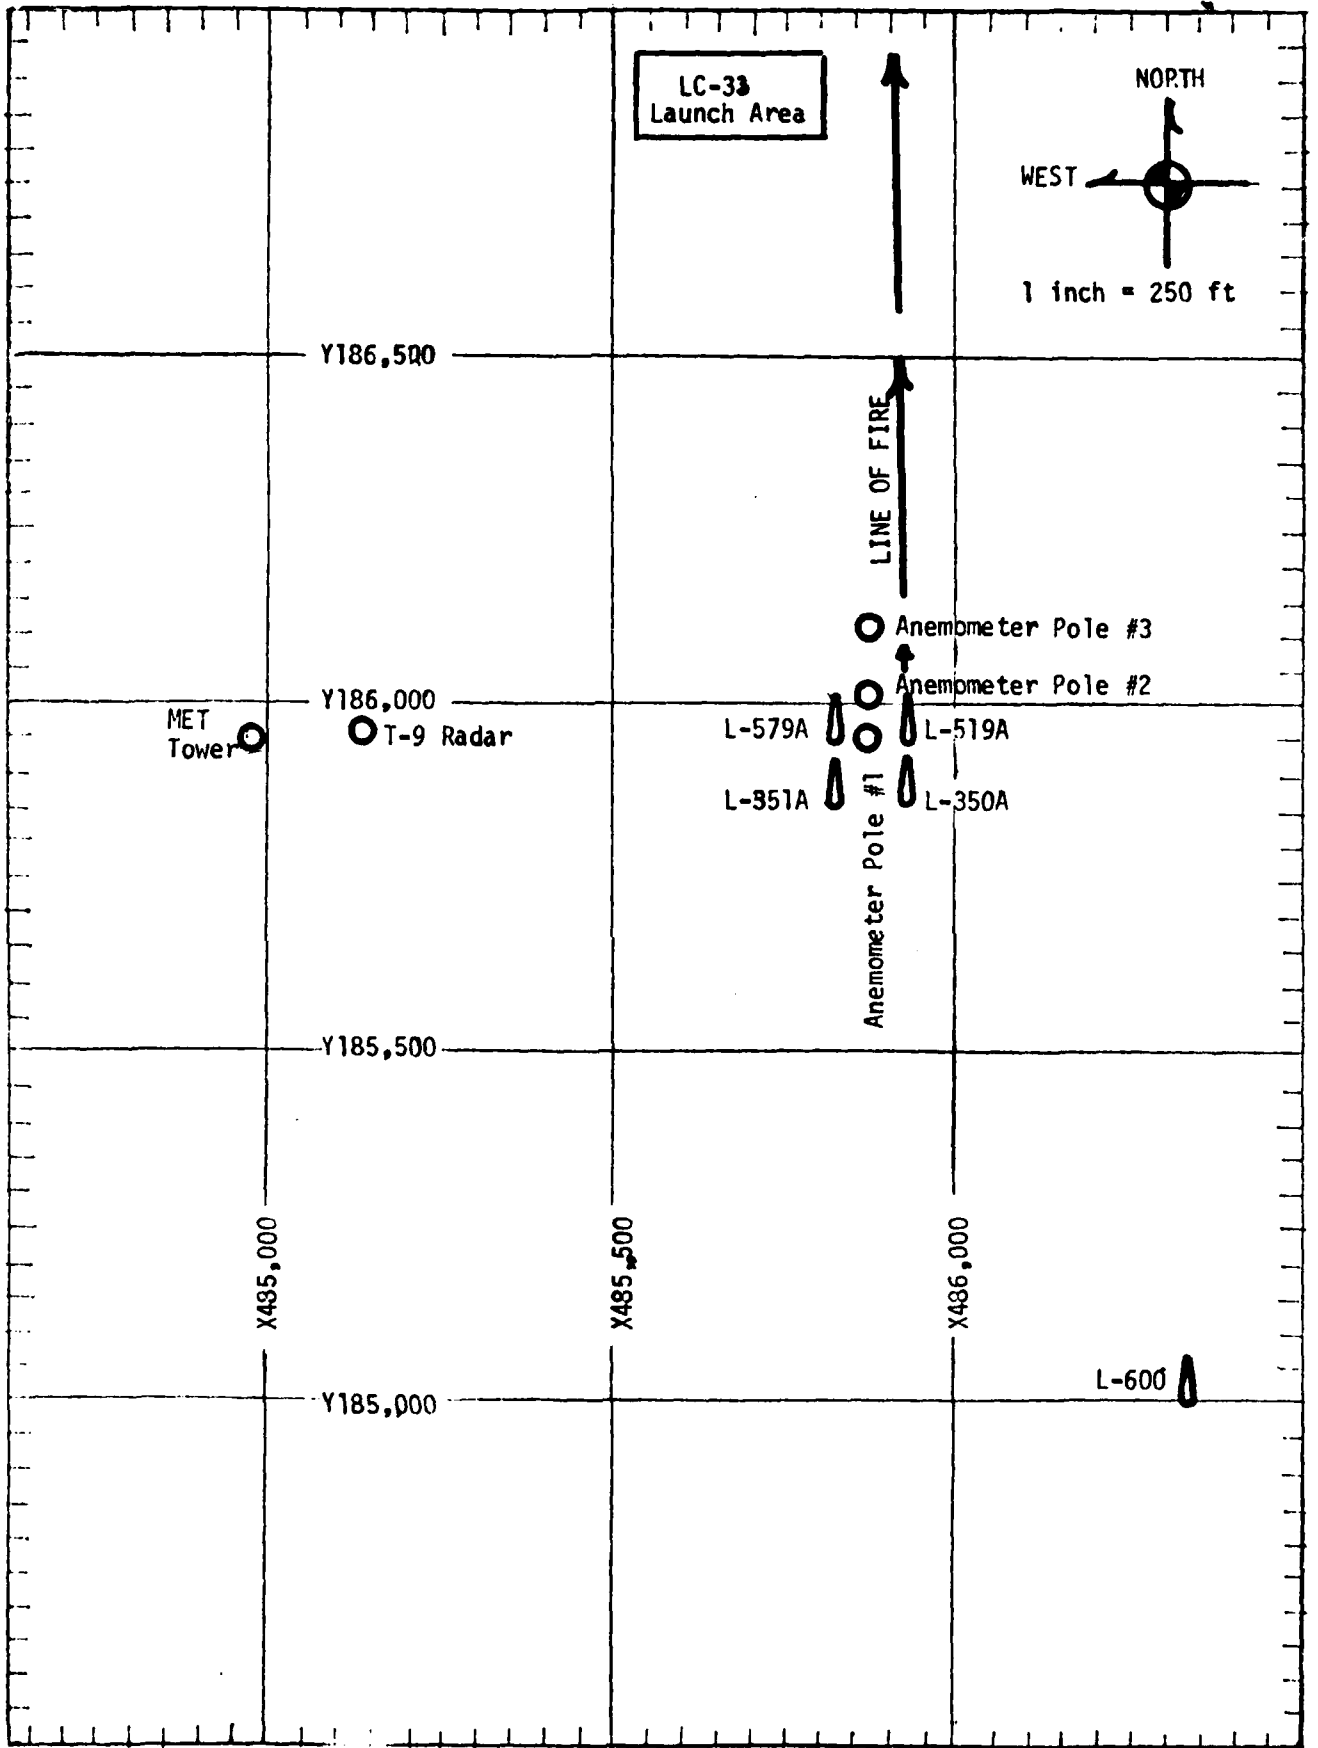 LC-33
Launch Area
NORTH
WEST
1 inch = 250 ft
Y186,500
LINE OF FIRE
Anemometer Pole #3
Y186,000
Anemometer Pole #2
MET
Tower
T-9 Radar
L-579A
L-519A
L-351A
L-350A
Anemometer Pole #1
Y185,500
X485,000
X485,500
X486,000
L-600
Y185,000